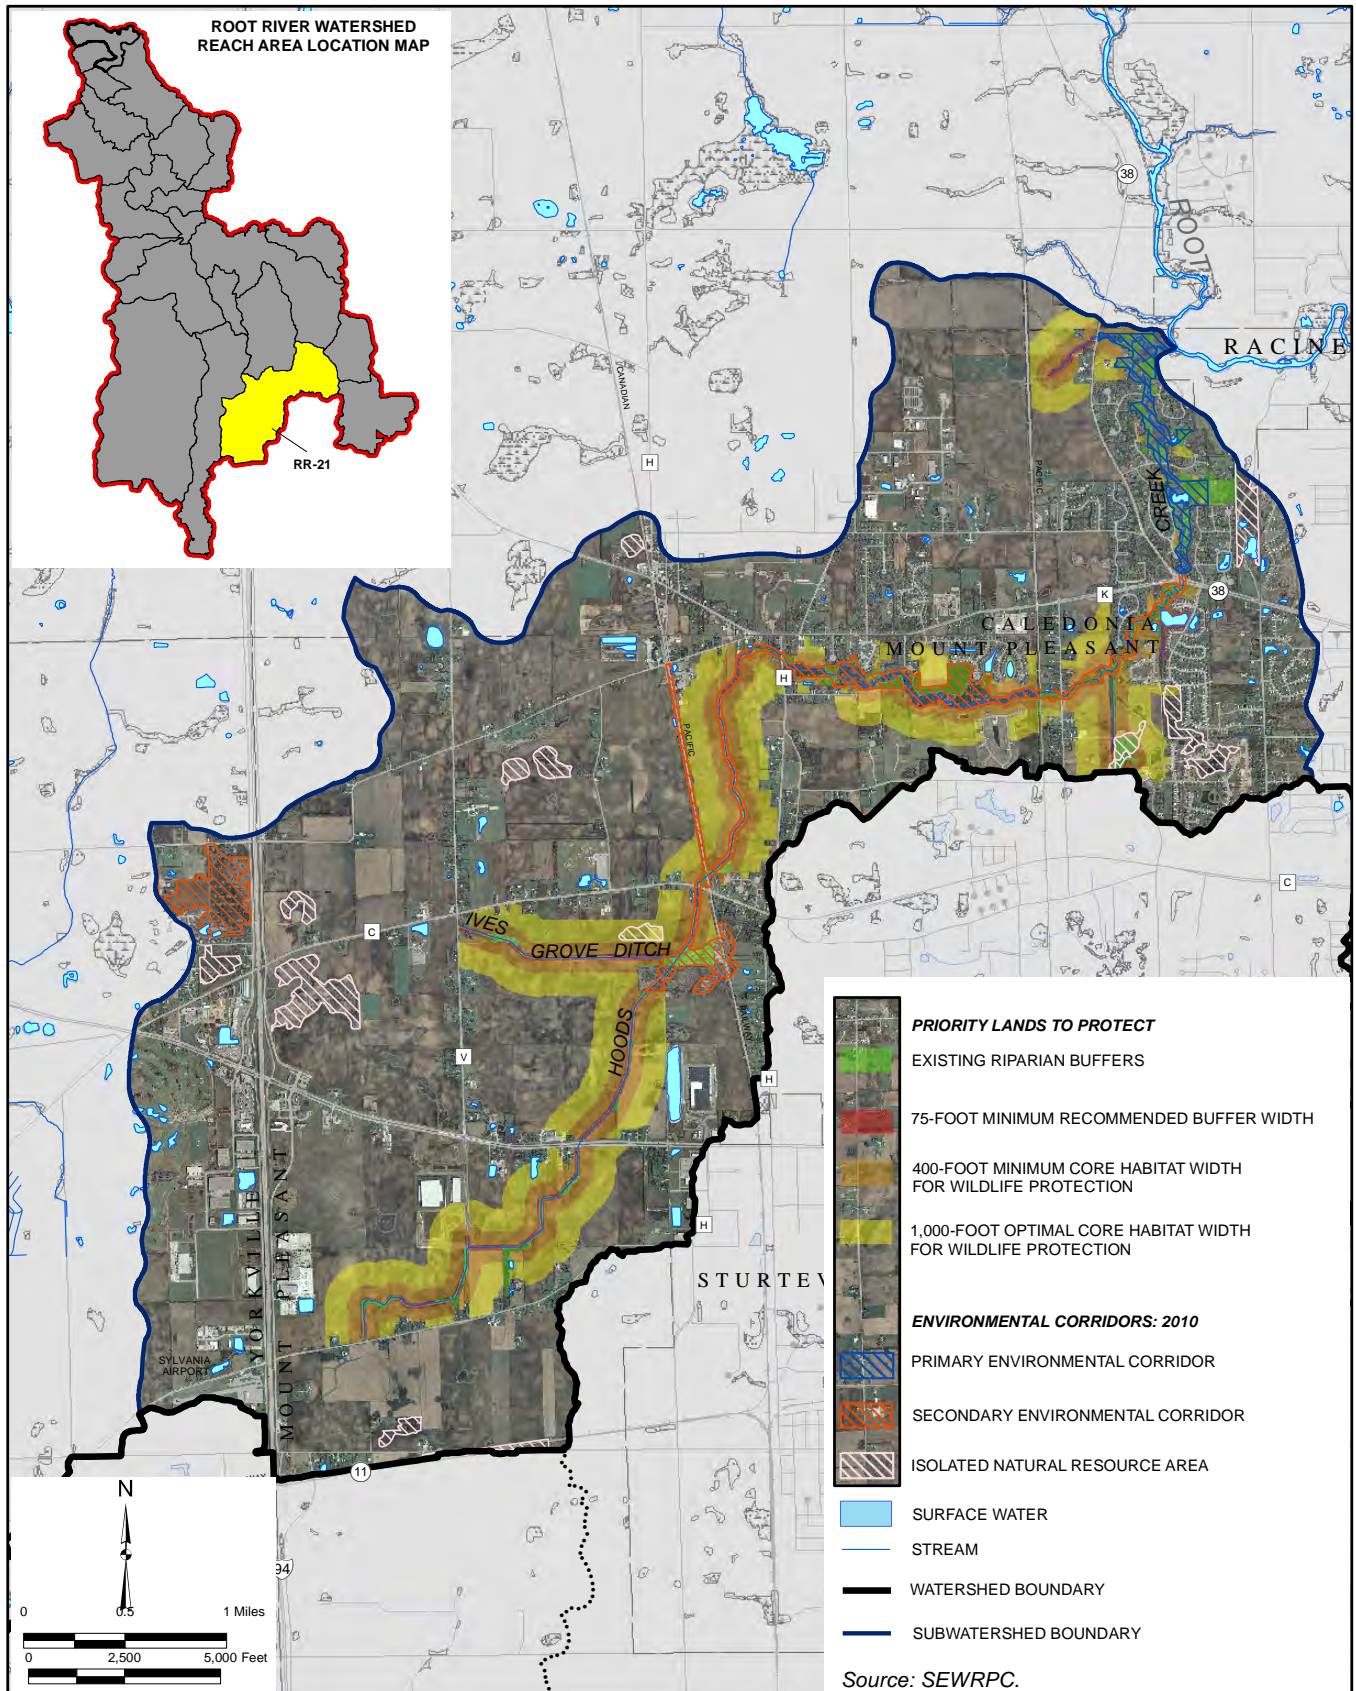 ROOT RIVER WATERSHED
REACH AREA LOCATION MAP
RR-21
38
ROOT
RACINE
CANADIAN
H
PACIFIC
CREEK
K
38
CALEDONIA
MOUNT PLEASANT
H
PACIFIC
C
C
IVES
GROVE DITCH
HOODS
V
RAILWAY
H
H
YORKVILLE
MOUNT PLEASANT
STURTEV
SYLVANIA
AIRPORT
11
94
PRIORITY LANDS TO PROTECT
EXISTING RIPARIAN BUFFERS
75-FOOT MINIMUM RECOMMENDED BUFFER WIDTH
400-FOOT MINIMUM CORE HABITAT WIDTH
FOR WILDLIFE PROTECTION
1,000-FOOT OPTIMAL CORE HABITAT WIDTH
FOR WILDLIFE PROTECTION
ENVIRONMENTAL CORRIDORS: 2010
PRIMARY ENVIRONMENTAL CORRIDOR
SECONDARY ENVIRONMENTAL CORRIDOR
ISOLATED NATURAL RESOURCE AREA
SURFACE WATER
STREAM
WATERSHED BOUNDARY
SUBWATERSHED BOUNDARY
Source: SEWRPC.
N
0 0.5 1 Miles
0 2,500 5,000 Feet